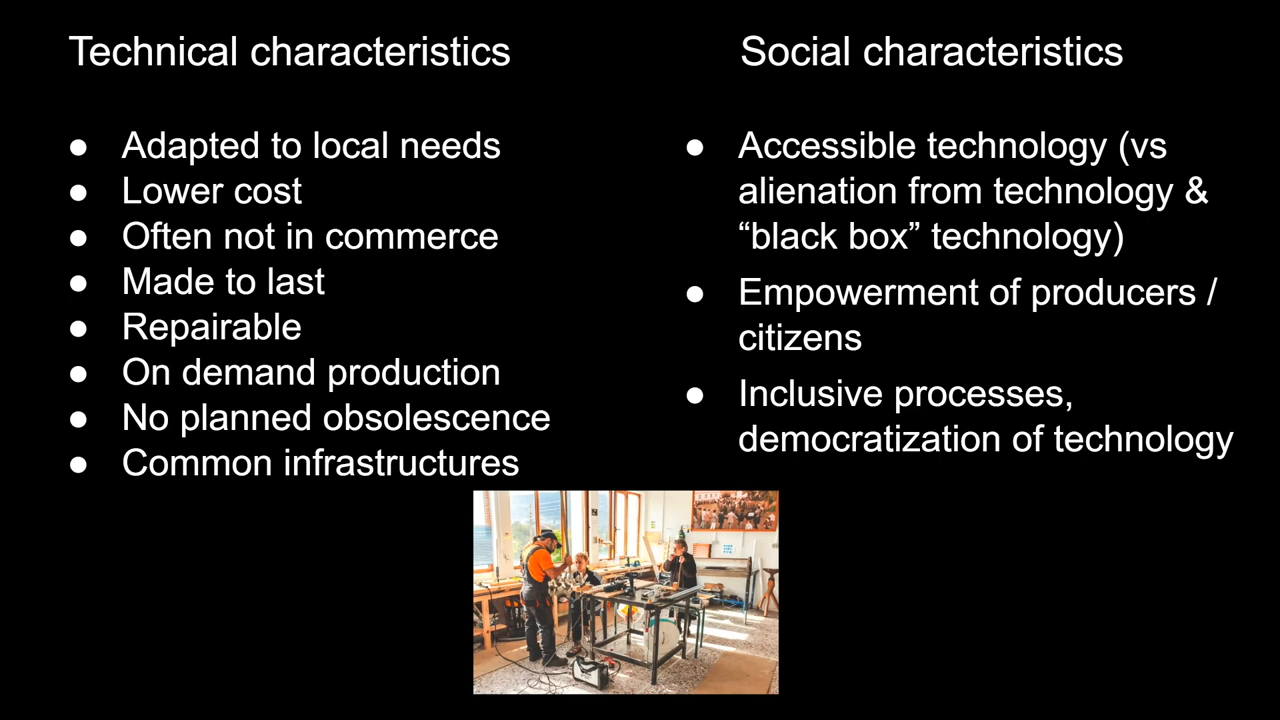 Technical characteristics
● Adapted to local needs
● Lower cost
● Often not in commerce
● Made to last
● Repairable
● On demand production
● No planned obsolescence
● Common infrastructures
Social characteristics
● Accessible technology (vs
alienation from technology &
“black box” technology)
● Empowerment of producers /
citizens
● Inclusive processes,
democratization of technology